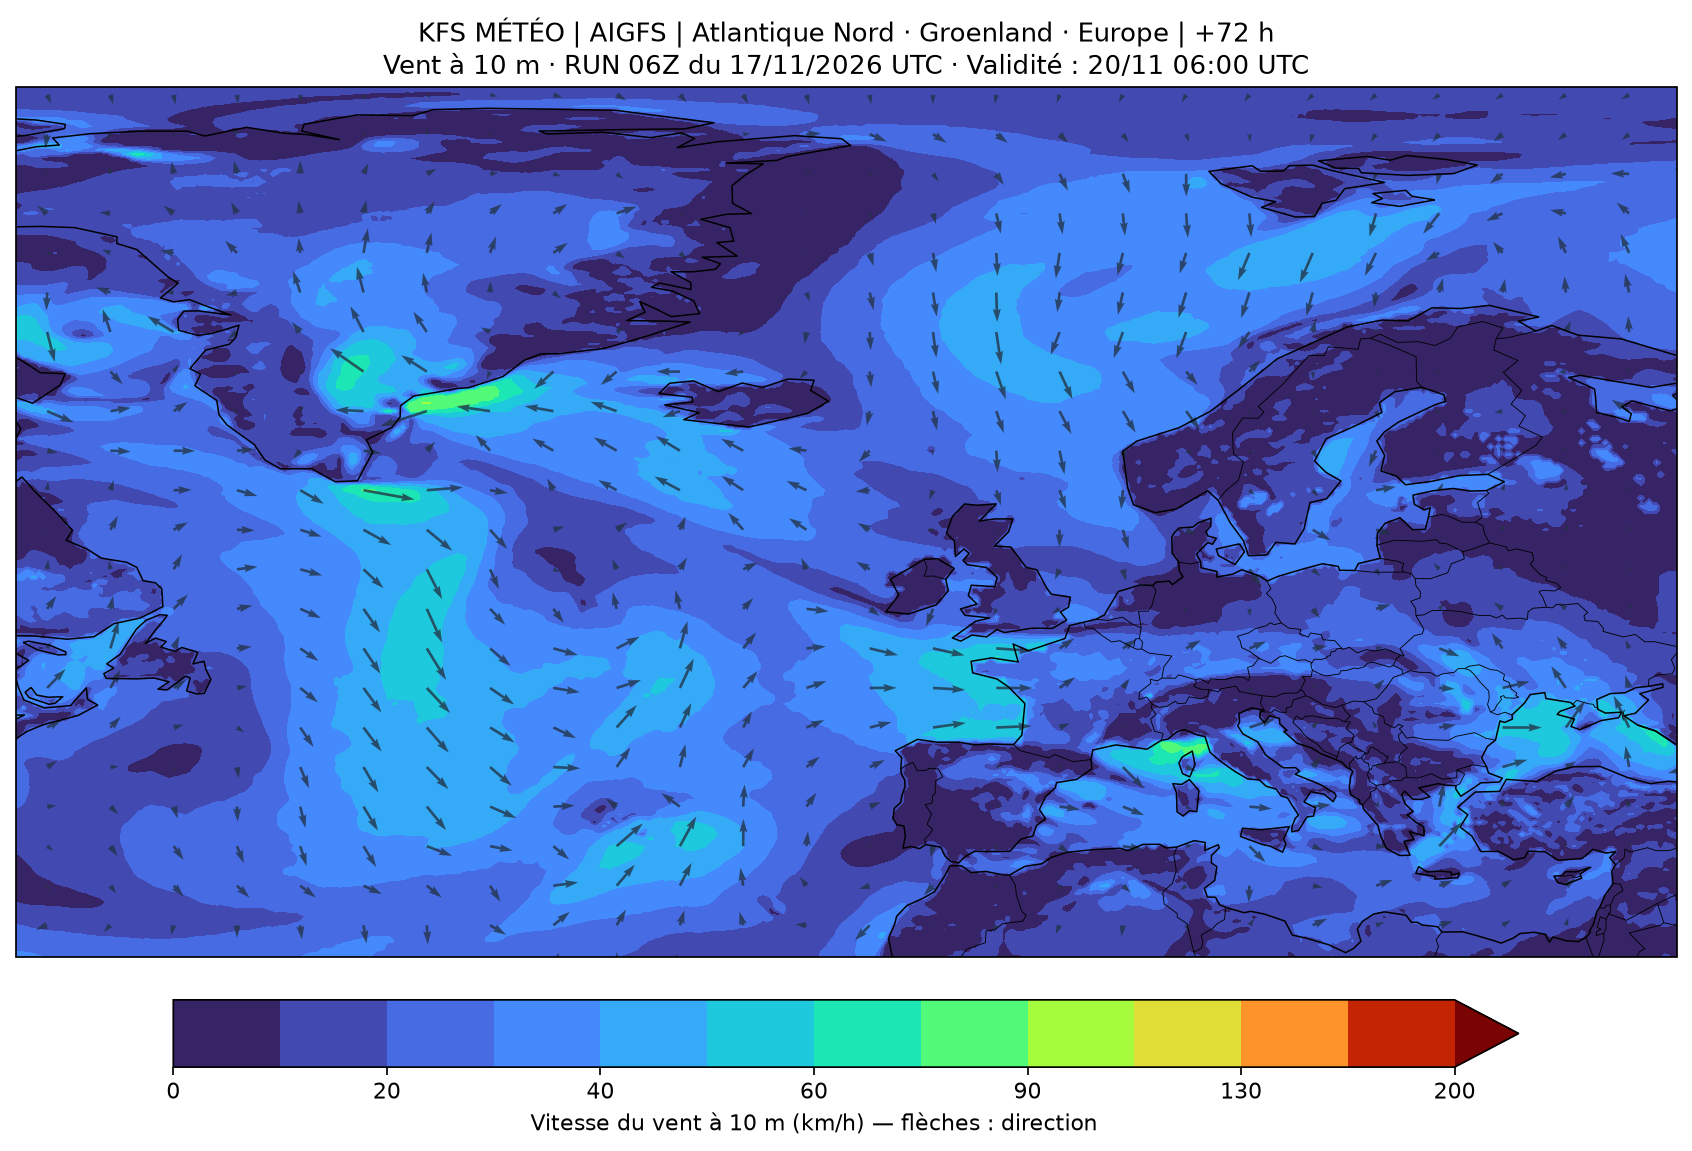 KFS MÉTÉO | AIGFS | Atlantique Nord · Groenland · Europe | +72 h
Vent à 10 m · RUN 06Z du 17/11/2026 UTC · Validité : 20/11 06:00 UTC
0 20 40 60 90 130 200
Vitesse du vent à 10 m (km/h) — flèches : direction